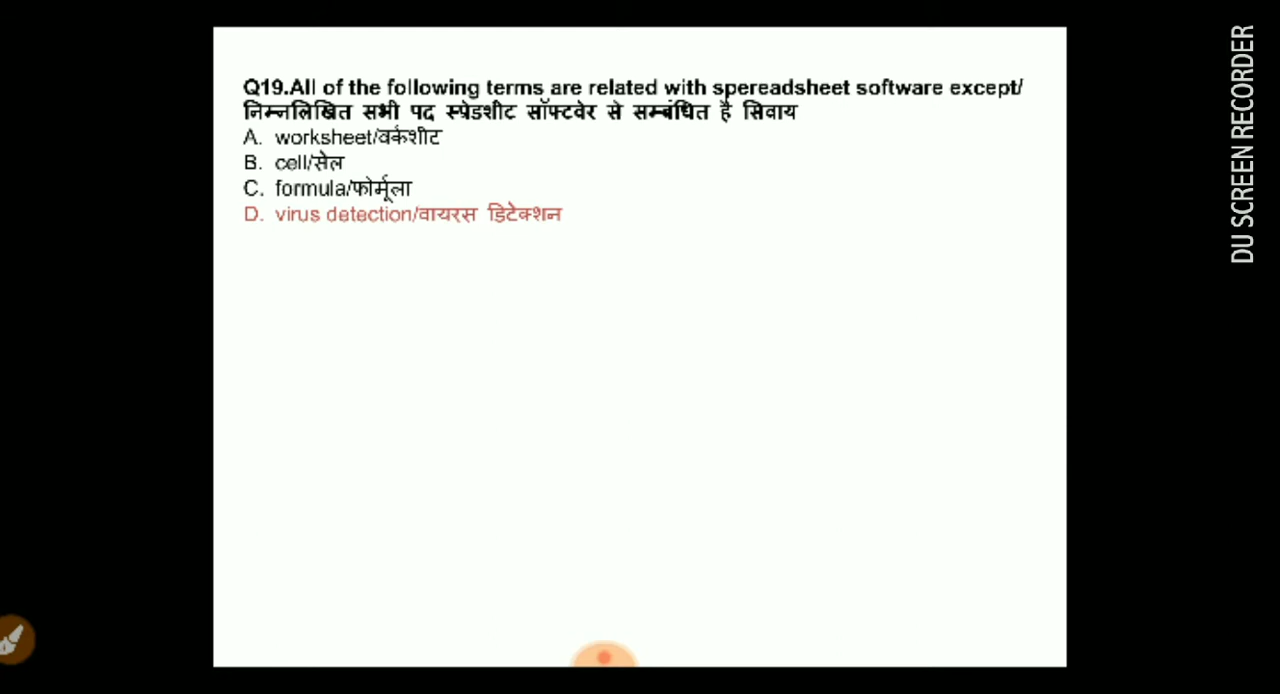 Q19.All of the following terms are related with spereadsheet software except/
निम्नलिखित सभी पद स्प्रेडशीट सॉफ्टवेर से सम्बंधित है सिवाय
A. worksheet/वर्कशीट
B. cell/सेल
C. formula/फोर्मूला
D. virus detection/वायरस डिटेक्शन
DU SCREEN RECORDER